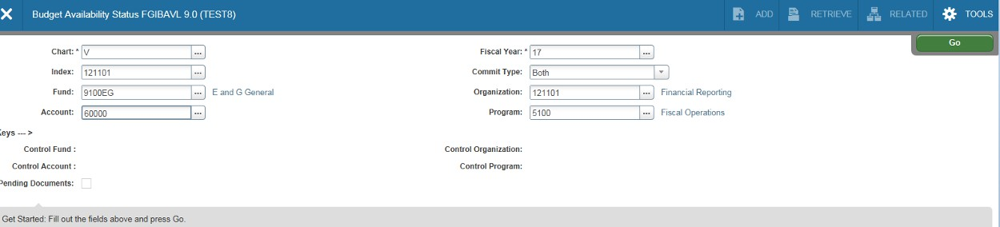 Budget Availability Status FGIBAVL 9.0 (TEST8) ADD RETRIEVE RELATED TOOLS
Go
Chart: * V ... Fiscal Year: * 17 ...
Index: 121101 ... Commit Type: Both
Fund: 9100EG ... E and G General Organization: 121101 ... Financial Reporting
Account: 60000 ... Program: 5100 ... Fiscal Operations
Keys --- >
Control Fund : Control Organization:
Control Account : Control Program:
Pending Documents:
Get Started: Fill out the fields above and press Go.